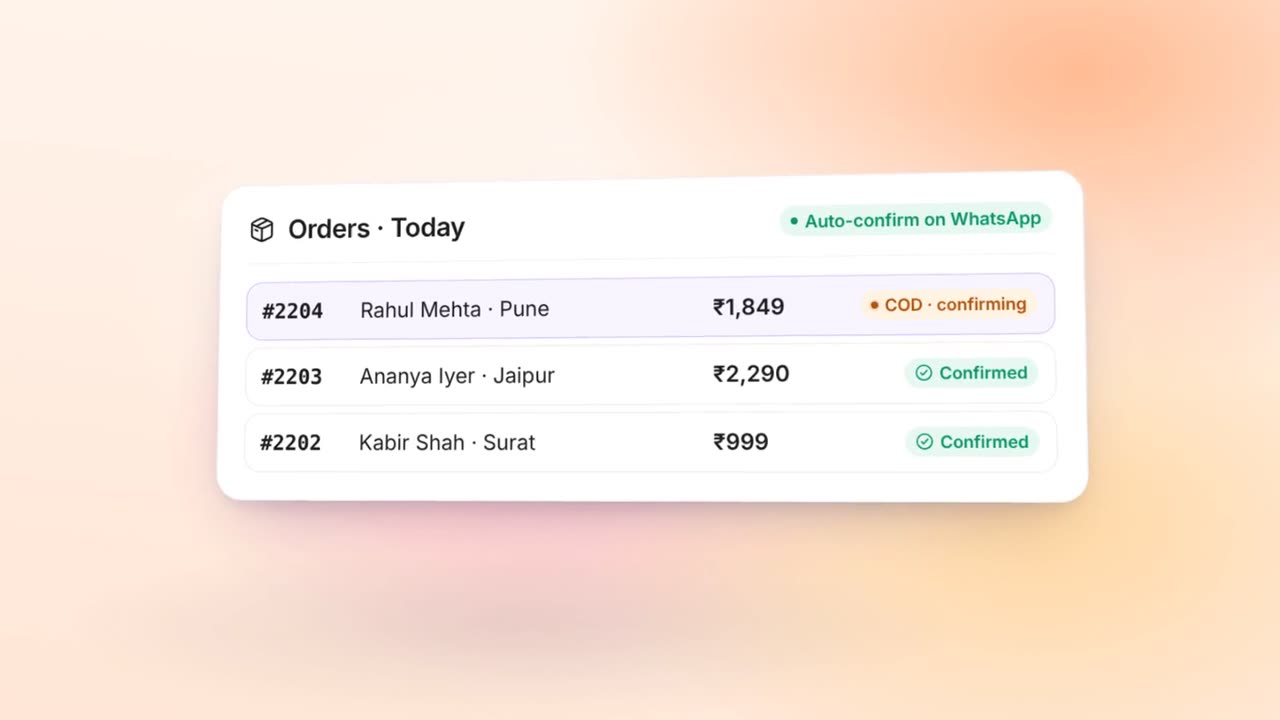 Orders · Today
Auto-confirm on WhatsApp
#2204 Rahul Mehta · Pune ₹1,849 COD · confirming
#2203 Ananya Iyer · Jaipur ₹2,290 Confirmed
#2202 Kabir Shah · Surat ₹999 Confirmed